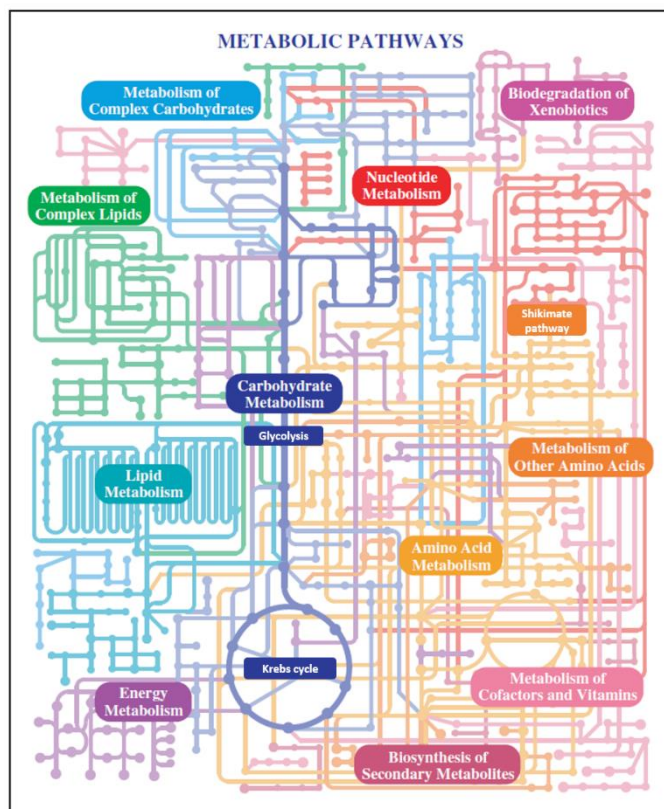 METABOLIC PATHWAYS
Metabolism of
Complex Carbohydrates
Biodegradation of
Xenobiotics
Nucleotide
Metabolism
Metabolism of
Complex Lipids
Shikimate
pathway
Carbohydrate
Metabolism
Glycolysis
Metabolism of
Other Amino Acids
Lipid
Metabolism
Amino Acid
Metabolism
Krebs cycle
Metabolism of
Cofactors and Vitamins
Energy
Metabolism
Biosynthesis of
Secondary Metabolites